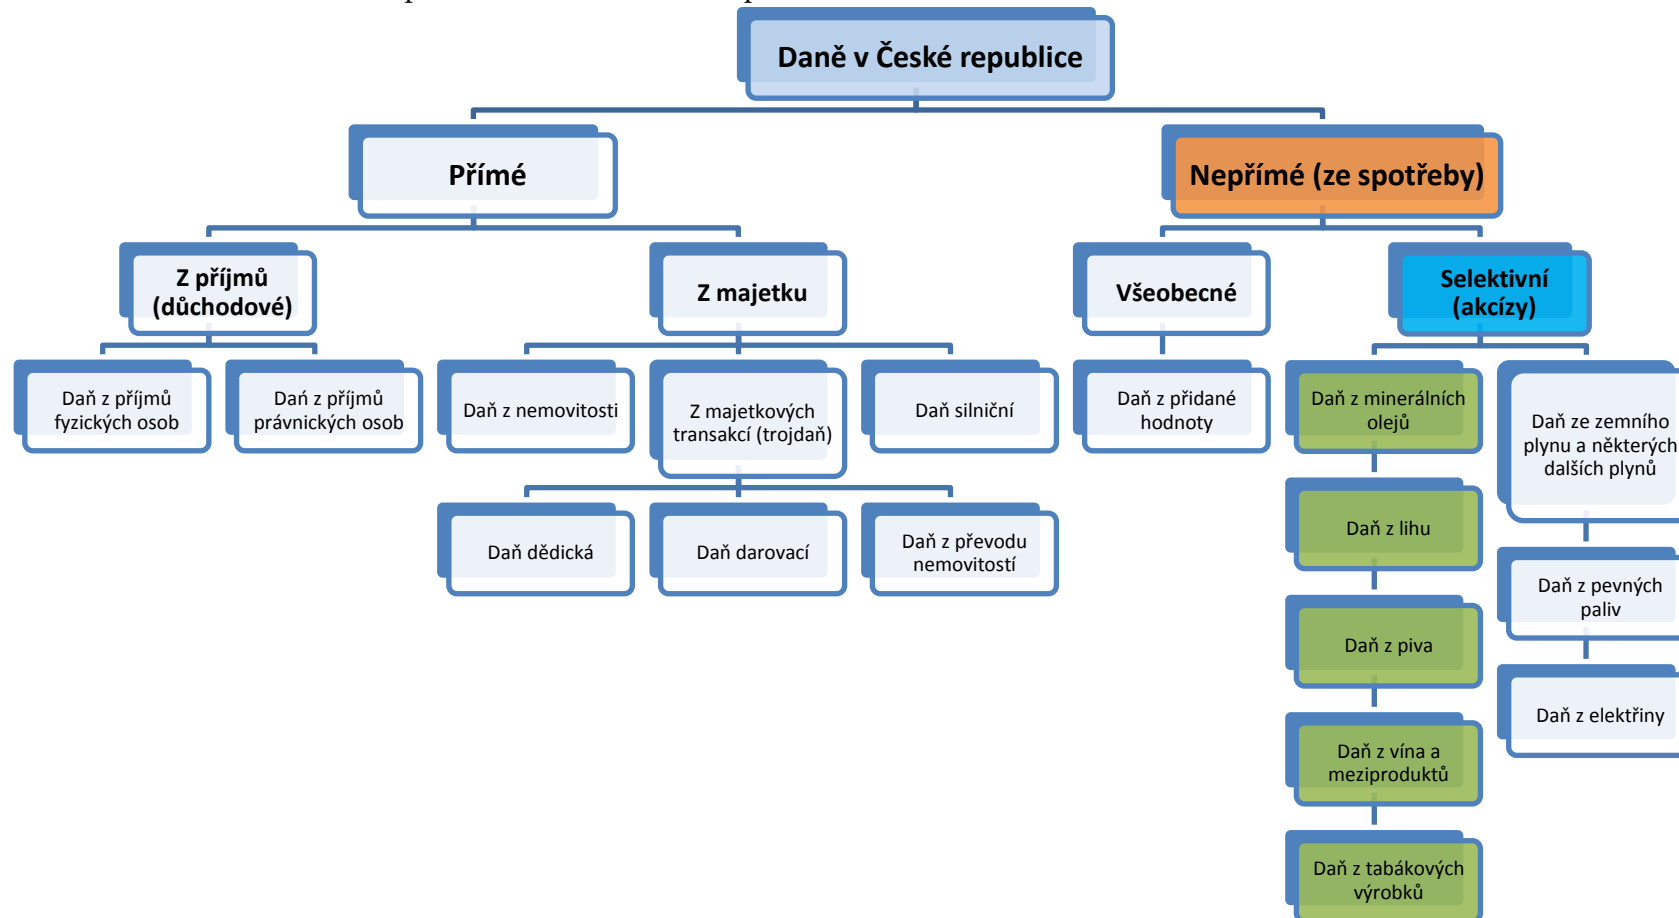 Daně v České republice
Přímé
Nepřímé (ze spotřeby)
Z příjmů
(důchodové)
Z majetku
Všeobecné
Selektivní
(akcízy)
Daň z příjmů
fyzických osob
Dań z příjmů
právnických osob
Daň z nemovitosti
Z majetkových
transakcí (trojdaň)
Daň silniční
Daň z přidané
hodnoty
Daň z minerálních
olejů
Daň ze zemního
plynu a některých
dalších plynů
Daň dědická
Daň darovací
Daň z převodu
nemovitostí
Daň z lihu
Daň z pevných
paliv
Daň z piva
Daň z elektřiny
Daň z vína a
meziproduktů
Daň z tabákových
výrobků